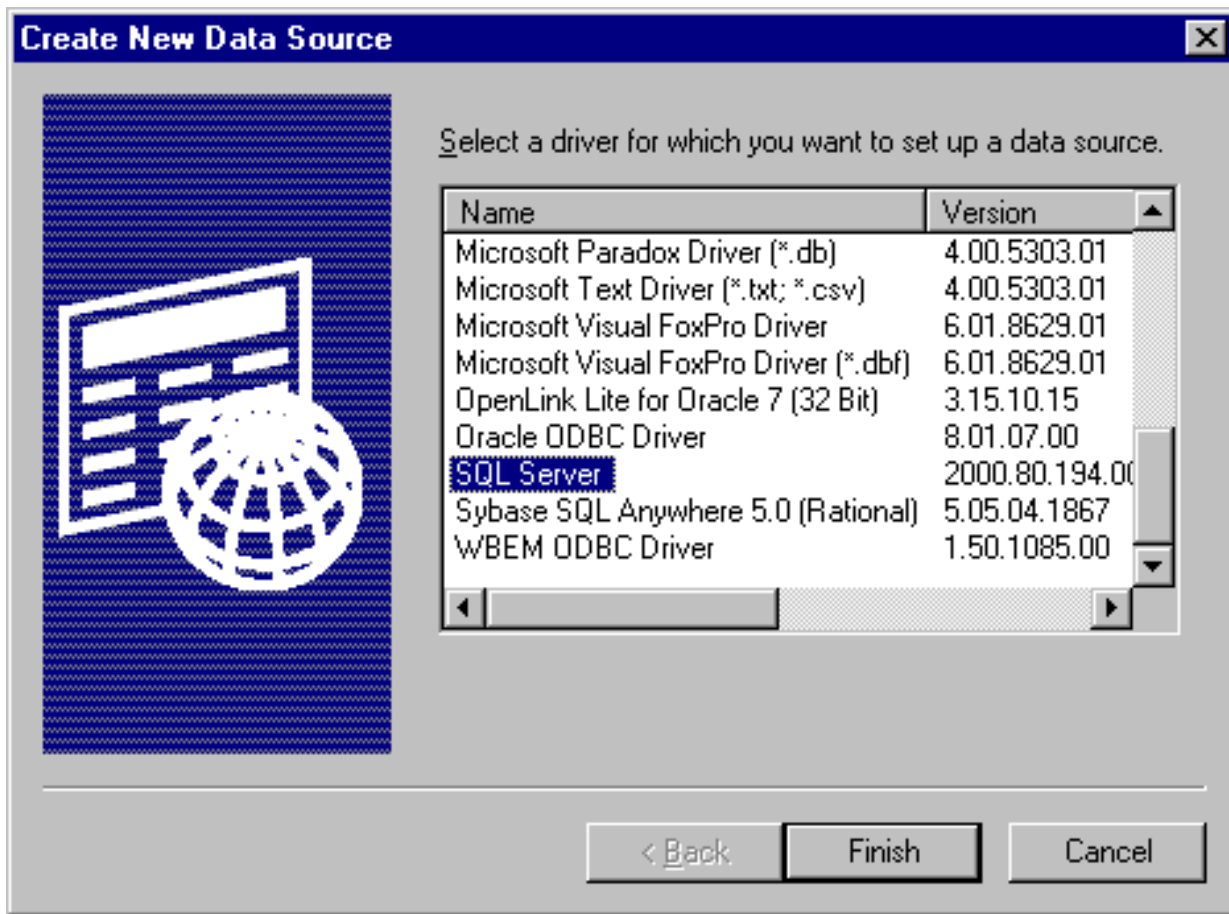 Create New Data Source
Select a driver for which you want to set up a data source.
Name Version
Microsoft Paradox Driver (*.db) 4.00.5303.01
Microsoft Text Driver (*.txt; *.csv) 4.00.5303.01
Microsoft Visual FoxPro Driver 6.01.8629.01
Microsoft Visual FoxPro Driver (*.dbf) 6.01.8629.01
OpenLink Lite for Oracle 7 (32 Bit) 3.15.10.15
Oracle ODBC Driver 8.01.07.00
SQL Server 2000.80.194.00
Sybase SQL Anywhere 5.0 (Rational) 5.05.04.1867
WBEM ODBC Driver 1.50.1085.00
< Back Finish Cancel